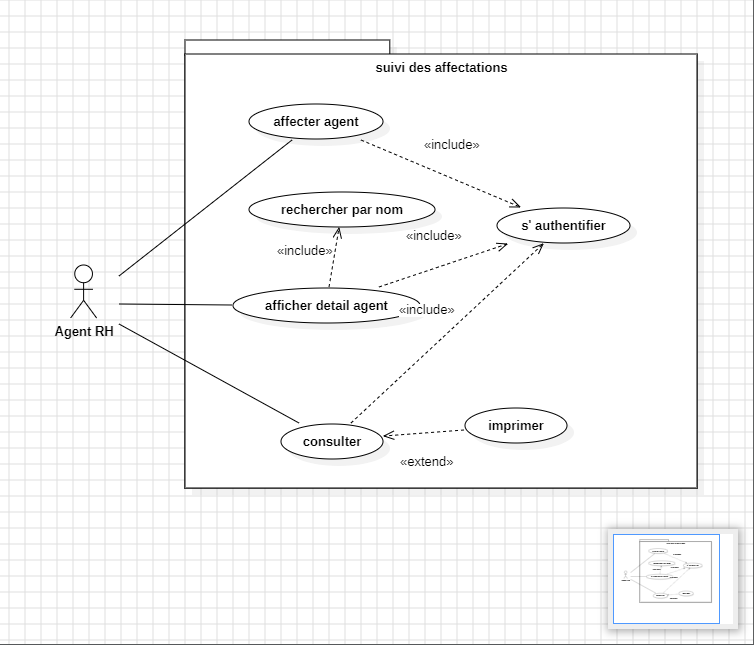 suivi des affectations
affecter agent
«include»
rechercher par nom
s' authentifier
«include»
«include»
afficher detail agent
«include»
Agent RH
imprimer
consulter
«extend»